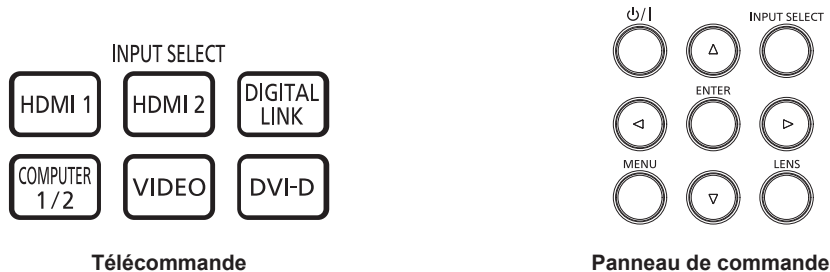 INPUT SELECT
HDMI 1 HDMI 2 DIGITAL LINK
COMPUTER 1/2 VIDEO DVI-D
Télécommande
⏻/| INPUT SELECT
ENTER
MENU LENS
Panneau de commande